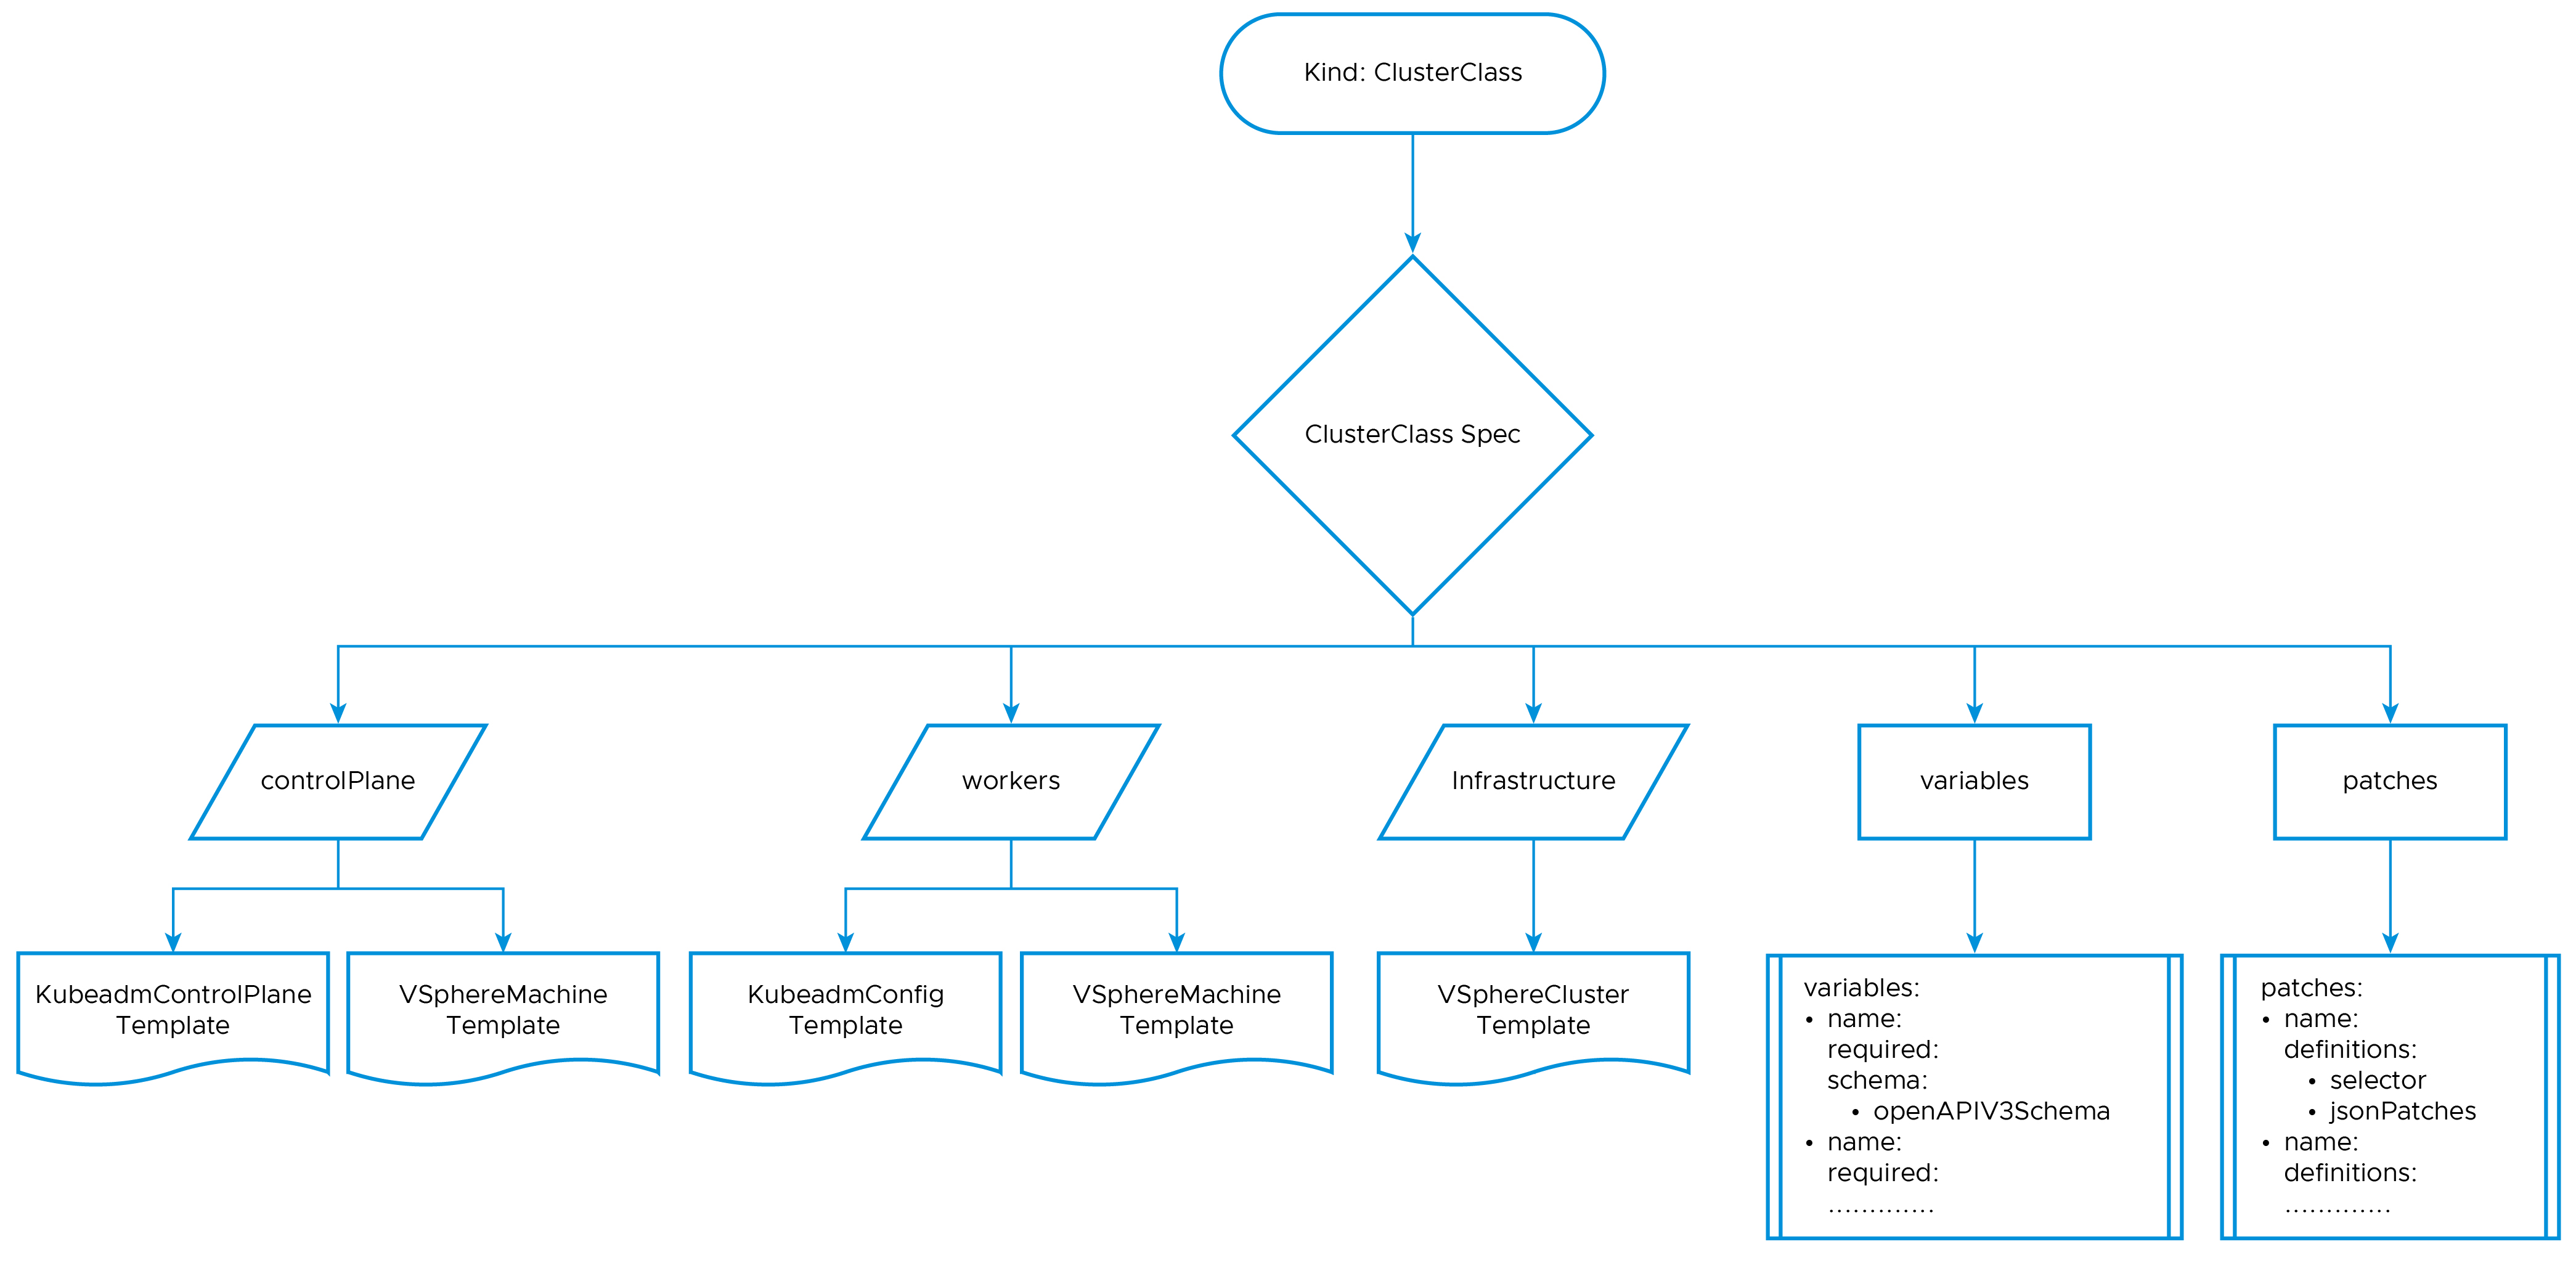 Kind: ClusterClass
ClusterClass Spec
controlPlane
workers
Infrastructure
variables
patches
KubeadmControlPlane
Template
VSphereMachine
Template
KubeadmConfig
Template
VSphereMachine
Template
VSphereCluster
Template
variables:
• name:
required:
schema:
• openAPIV3Schema
• name:
required:
.............
patches:
• name:
definitions:
• selector
• jsonPatches
• name:
definitions:
.............